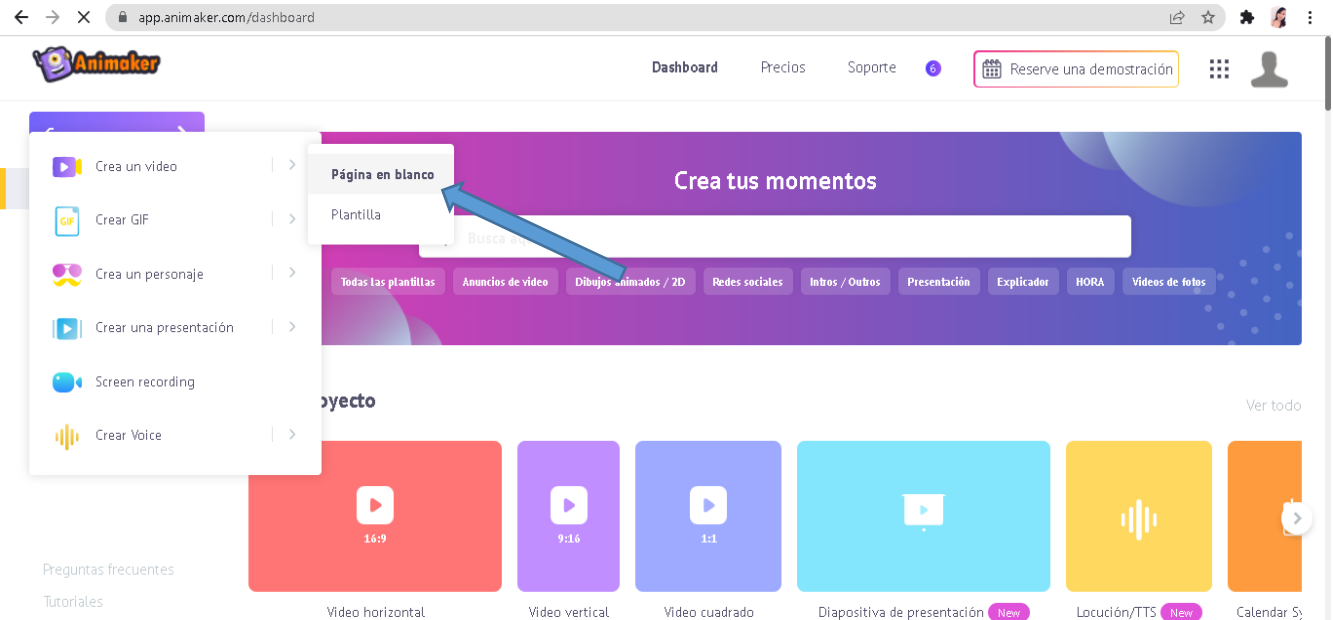 app.animaker.com/dashboard
Animaker
Dashboard
Precios
Soporte
6
Reserve una demostración
Crea un video
Página en blanco
Plantilla
Crear GIF
GIF
Crea un personaje
Crear una presentación
Screen recording
Crear Voice
Crea tus momentos
Busca
Todas las plantillas
Anuncios de video
Dibujos animados / 2D
Redes sociales
Intros / Outros
Presentación
Explicador
HORA
Videos de fotos
Ver todo
16:9
9:16
1:1
Video horizontal
Video vertical
Video cuadrado
Diapositiva de presentación New
Locución/TTS New
Calendar
Preguntas frecuentes
Tutoriales